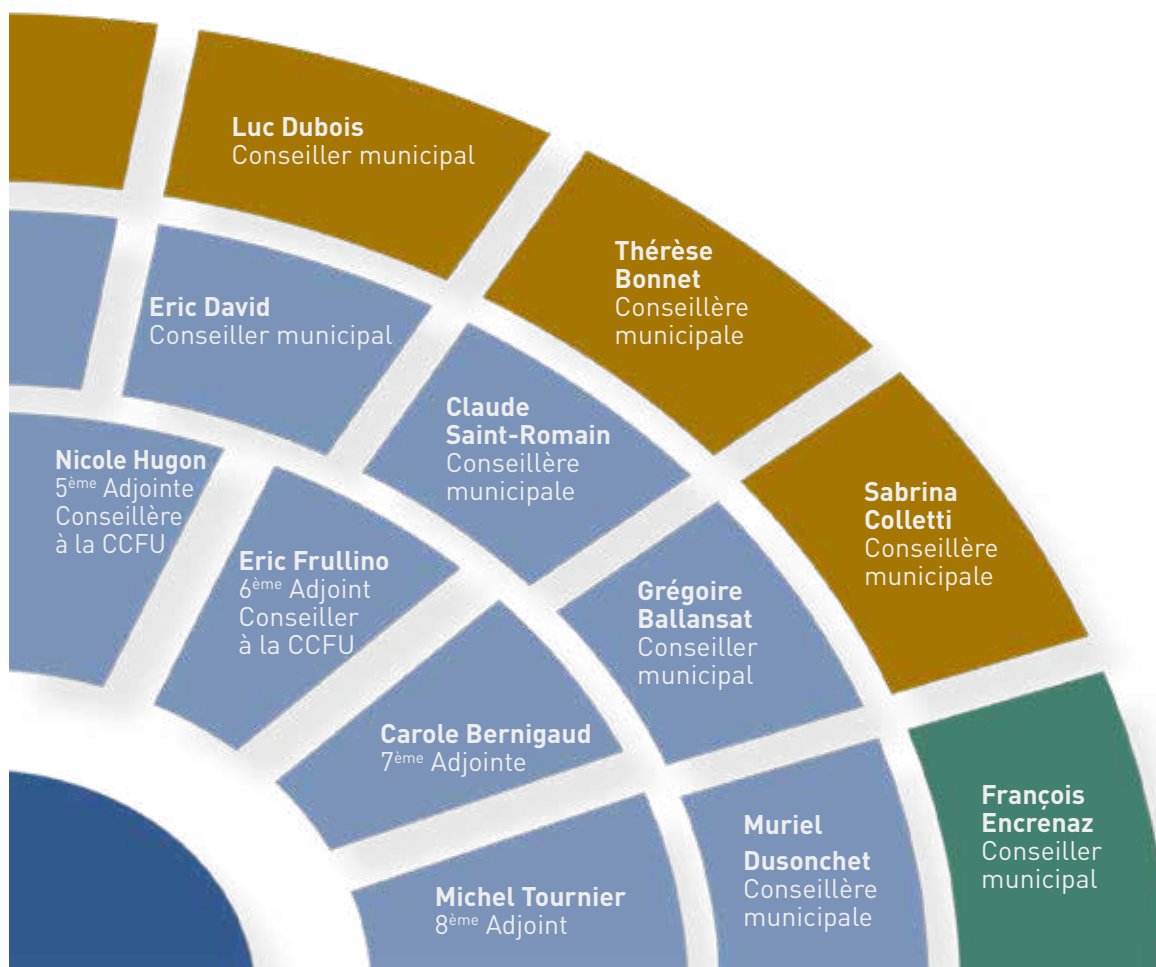 Luc Dubois
Conseiller municipal
Thérèse
Bonnet
Conseillère
municipale
Sabrina
Colletti
Conseillère
municipale
François
Encrenaz
Conseiller
municipal
Eric David
Conseiller municipal
Claude
Saint-Romain
Conseillère
municipale
Grégoire
Ballansat
Conseiller
municipal
Muriel
Dusonchet
Conseillère
municipale
Nicole Hugon
5ème Adjointe
Conseillère
à la CCFU
Eric Frullino
6ème Adjoint
Conseiller
à la CCFU
Carole Bernigaud
7ème Adjointe
Michel Tournier
8ème Adjoint